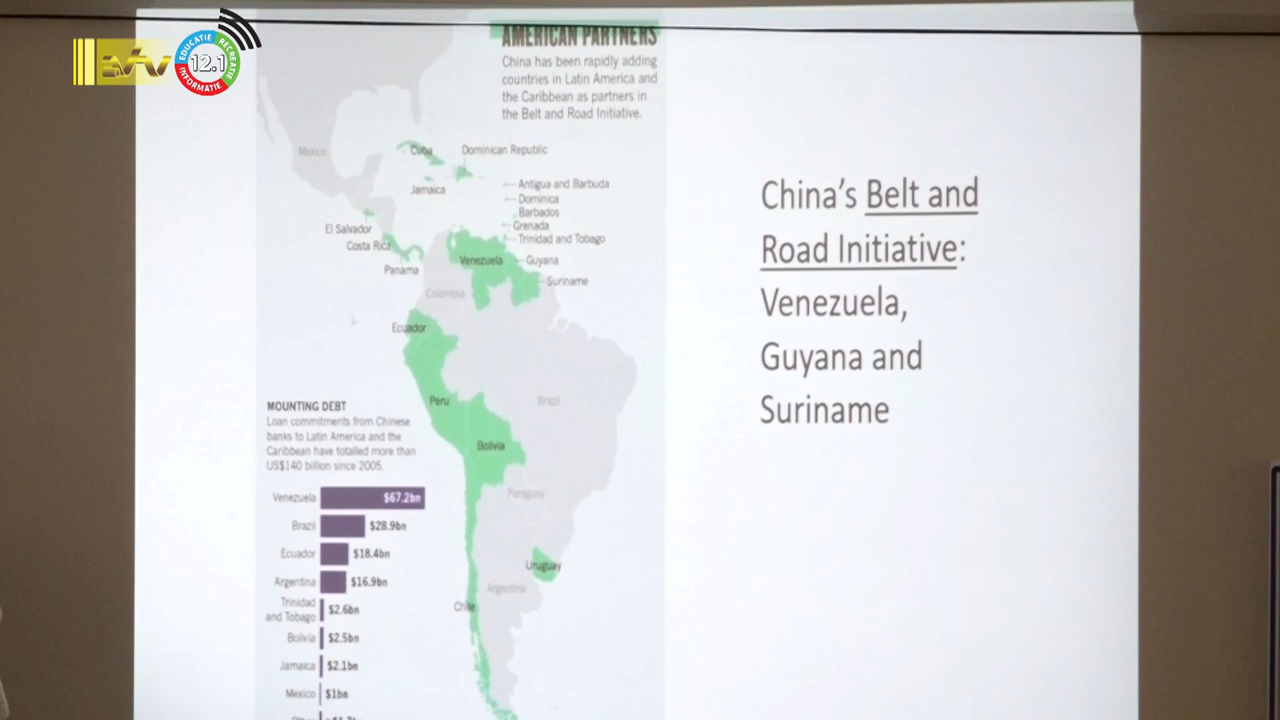 EDUCATIE
RECREATIE
INFORMATIE
12.1
AMERICAN PARTNERS
China has been rapidly adding
countries in Latin America and
the Caribbean as partners in
the Belt and Road Initiative.
Mexico
Cuba
Dominican Republic
Jamaica
Antigua and Barbuda
Dominica
Barbados
Grenada
Trinidad and Tobago
El Salvador
Costa Rica
Panama
Venezuela
Guyana
Suriname
Colombia
Ecuador
Peru
Brazil
Bolivia
Paraguay
Uruguay
Argentina
Chile
MOUNTING DEBT
Loan commitments from Chinese
banks to Latin America and the
Caribbean have totalled more than
US$140 billion since 2005.
Venezuela $67.2bn
Brazil $28.9bn
Ecuador $18.4bn
Argentina $16.9bn
Trinidad
and Tobago $2.6bn
Bolivia $2.5bn
Jamaica $2.1bn
Mexico $1bn
China's Belt and
Road Initiative:
Venezuela,
Guyana and
Suriname